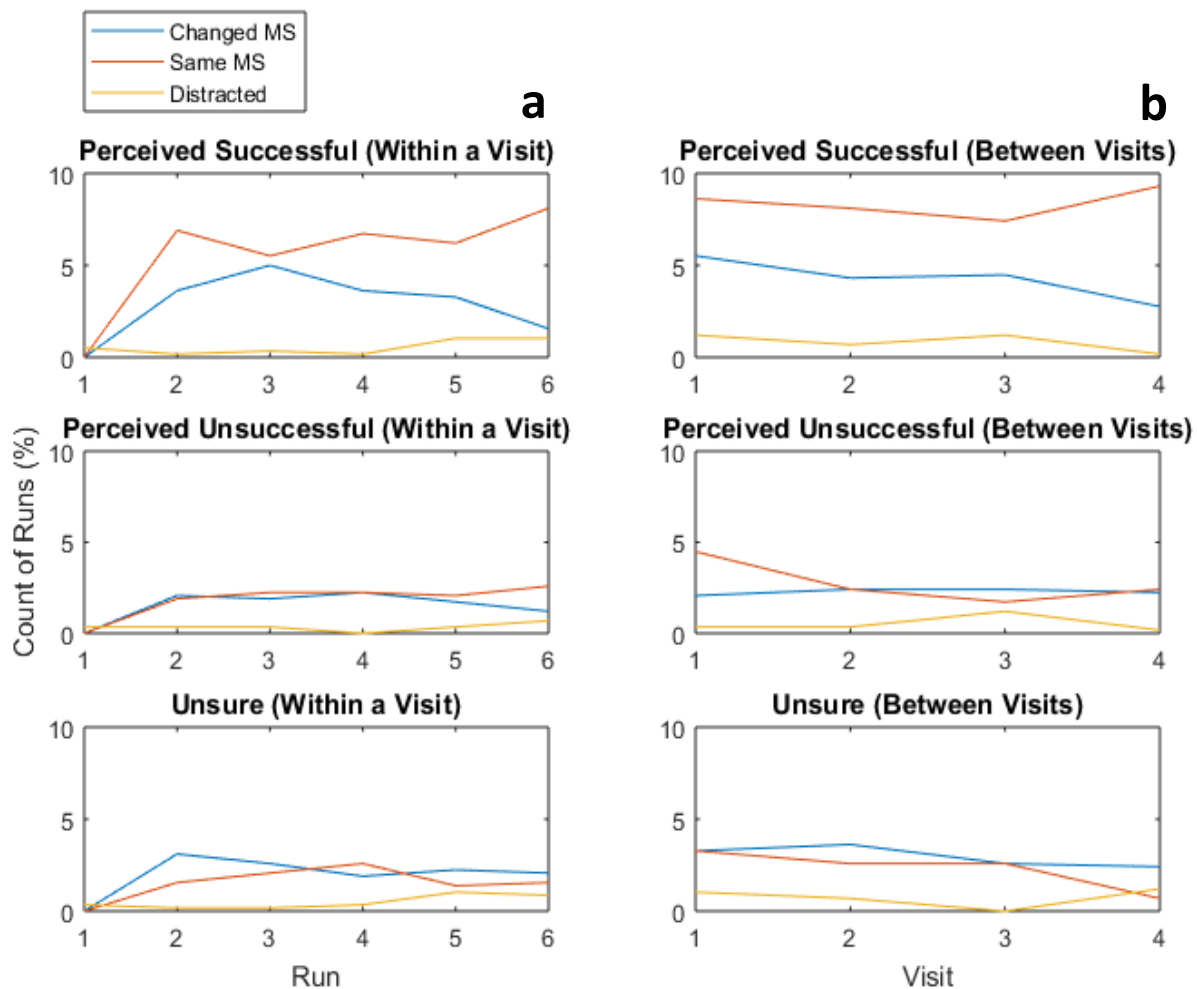 Changed MS
Same MS
Distracted
a
b
Perceived Successful (Within a Visit)
10
5
0
1 2 3 4 5 6
Perceived Successful (Between Visits)
10
5
0
1 2 3 4
Count of Runs (%)
Perceived Unsuccessful (Within a Visit)
10
5
0
1 2 3 4 5 6
Perceived Unsuccessful (Between Visits)
10
5
0
1 2 3 4
Unsure (Within a Visit)
10
5
0
1 2 3 4 5 6
Run
Unsure (Between Visits)
10
5
0
1 2 3 4
Visit